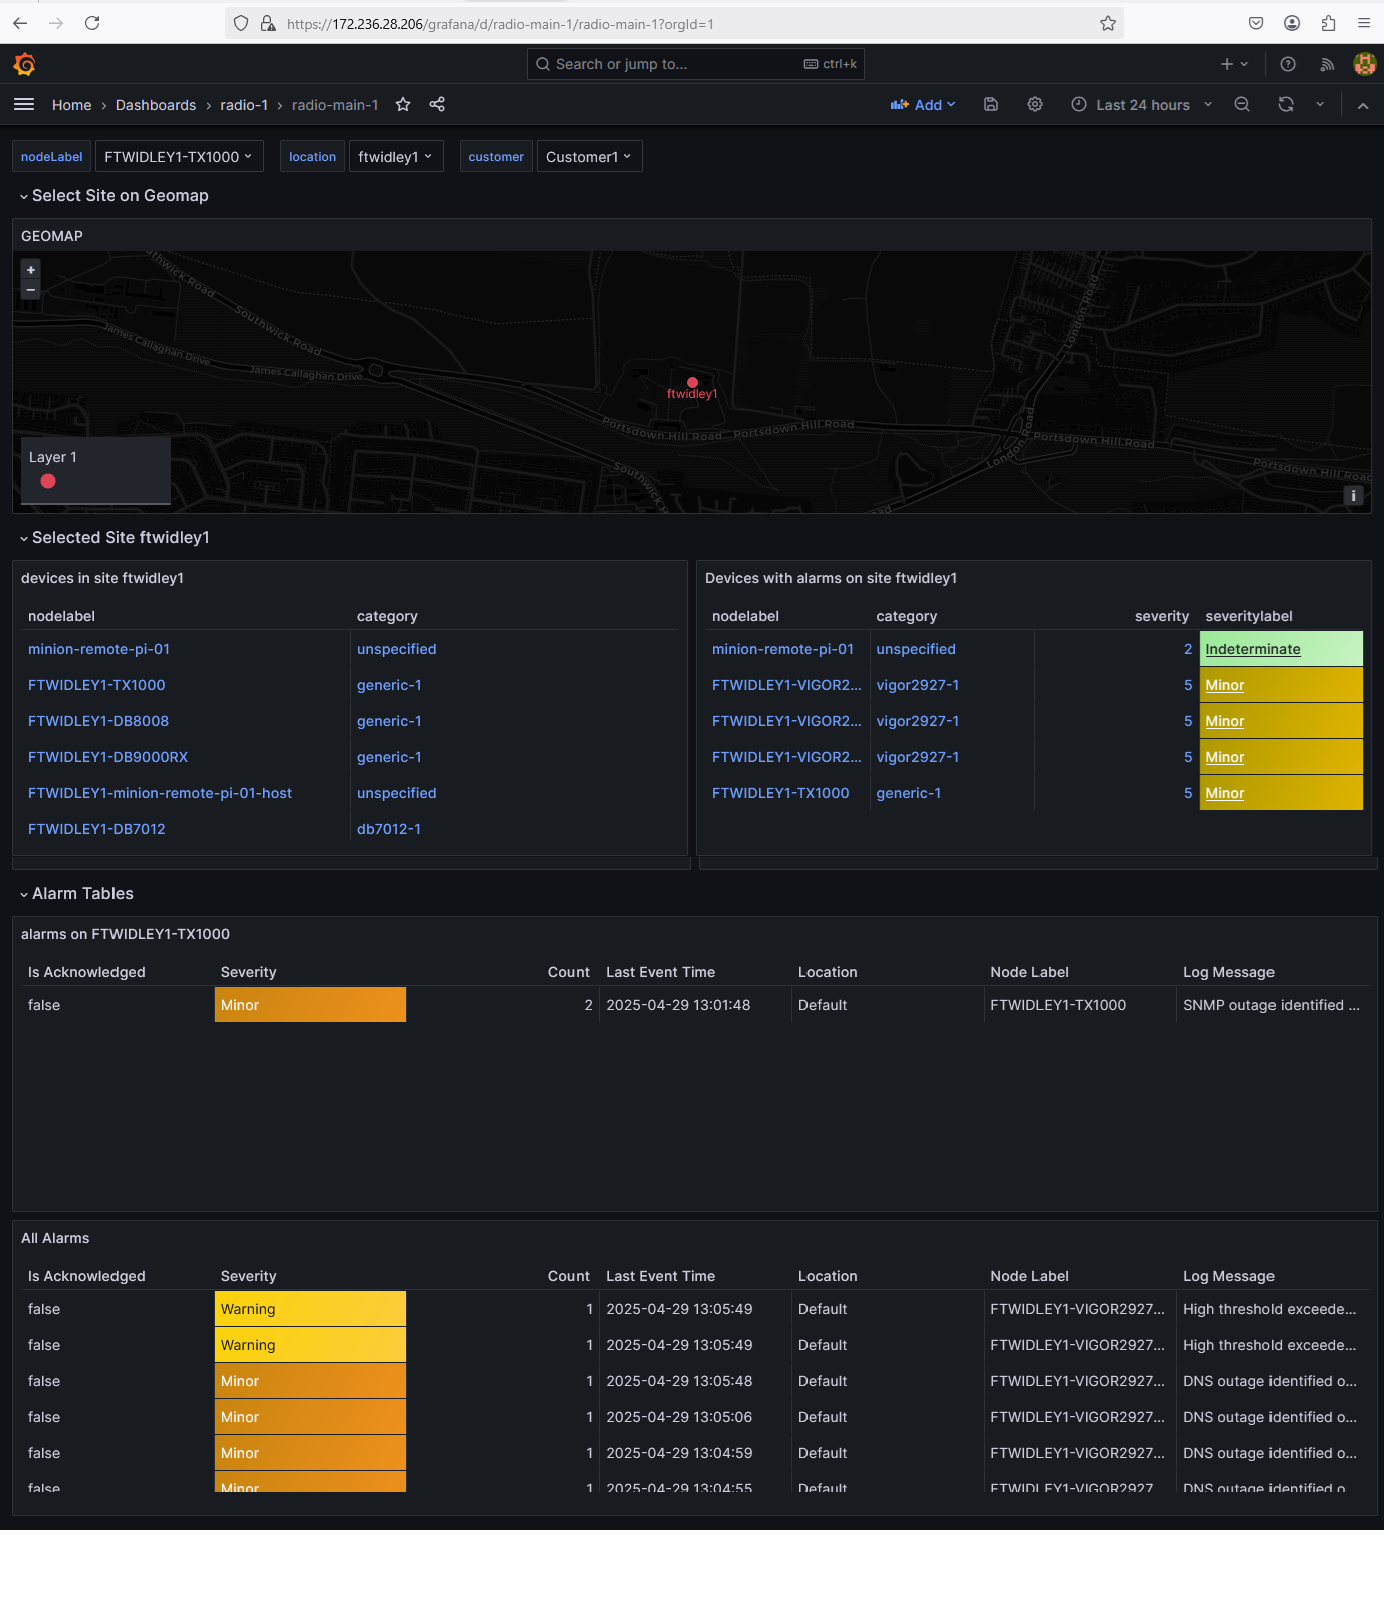 https://172.236.28.206/grafana/d/radio-main-1/radio-main-1?orgId=1
Search or jump to... ctrl+k
Home › Dashboards › radio-1 › radio-main-1 Add Last 24 hours
nodeLabel FTWIDLEY1-TX1000 location ftwidley1 customer Customer1
Select Site on Geomap
GEOMAP
+
−
Southwick Road
Southwick Road
James Callaghan Drive
James Callaghan Drive
London Road
ftwidley1
Portsdown Hill Road Portsdown Hill Road
London Road
Portsdown Hill Road
Portsdown Hill Road
Layer 1
i
Selected Site ftwidley1
devices in site ftwidley1
nodelabel category
minion-remote-pi-01 unspecified
FTWIDLEY1-TX1000 generic-1
FTWIDLEY1-DB8008 generic-1
FTWIDLEY1-DB9000RX generic-1
FTWIDLEY1-minion-remote-pi-01-host unspecified
FTWIDLEY1-DB7012 db7012-1
Devices with alarms on site ftwidley1
nodelabel category severity severitylabel
minion-remote-pi-01 unspecified 2 Indeterminate
FTWIDLEY1-VIGOR2... vigor2927-1 5 Minor
FTWIDLEY1-VIGOR2... vigor2927-1 5 Minor
FTWIDLEY1-VIGOR2... vigor2927-1 5 Minor
FTWIDLEY1-TX1000 generic-1 5 Minor
Alarm Tables
alarms on FTWIDLEY1-TX1000
Is Acknowledged Severity Count Last Event Time Location Node Label Log Message
false Minor 2 2025-04-29 13:01:48 Default FTWIDLEY1-TX1000 SNMP outage identified ...
All Alarms
Is Acknowledged Severity Count Last Event Time Location Node Label Log Message
false Warning 1 2025-04-29 13:05:49 Default FTWIDLEY1-VIGOR2927... High threshold exceede...
false Warning 1 2025-04-29 13:05:49 Default FTWIDLEY1-VIGOR2927... High threshold exceede...
false Minor 1 2025-04-29 13:05:48 Default FTWIDLEY1-VIGOR2927... DNS outage identified o...
false Minor 1 2025-04-29 13:05:06 Default FTWIDLEY1-VIGOR2927... DNS outage identified o...
false Minor 1 2025-04-29 13:04:59 Default FTWIDLEY1-VIGOR2927... DNS outage identified o...
false Minor 1 2025-04-29 13:04:55 Default FTWIDLEY1-VIGOR2927 DNS outage identified o